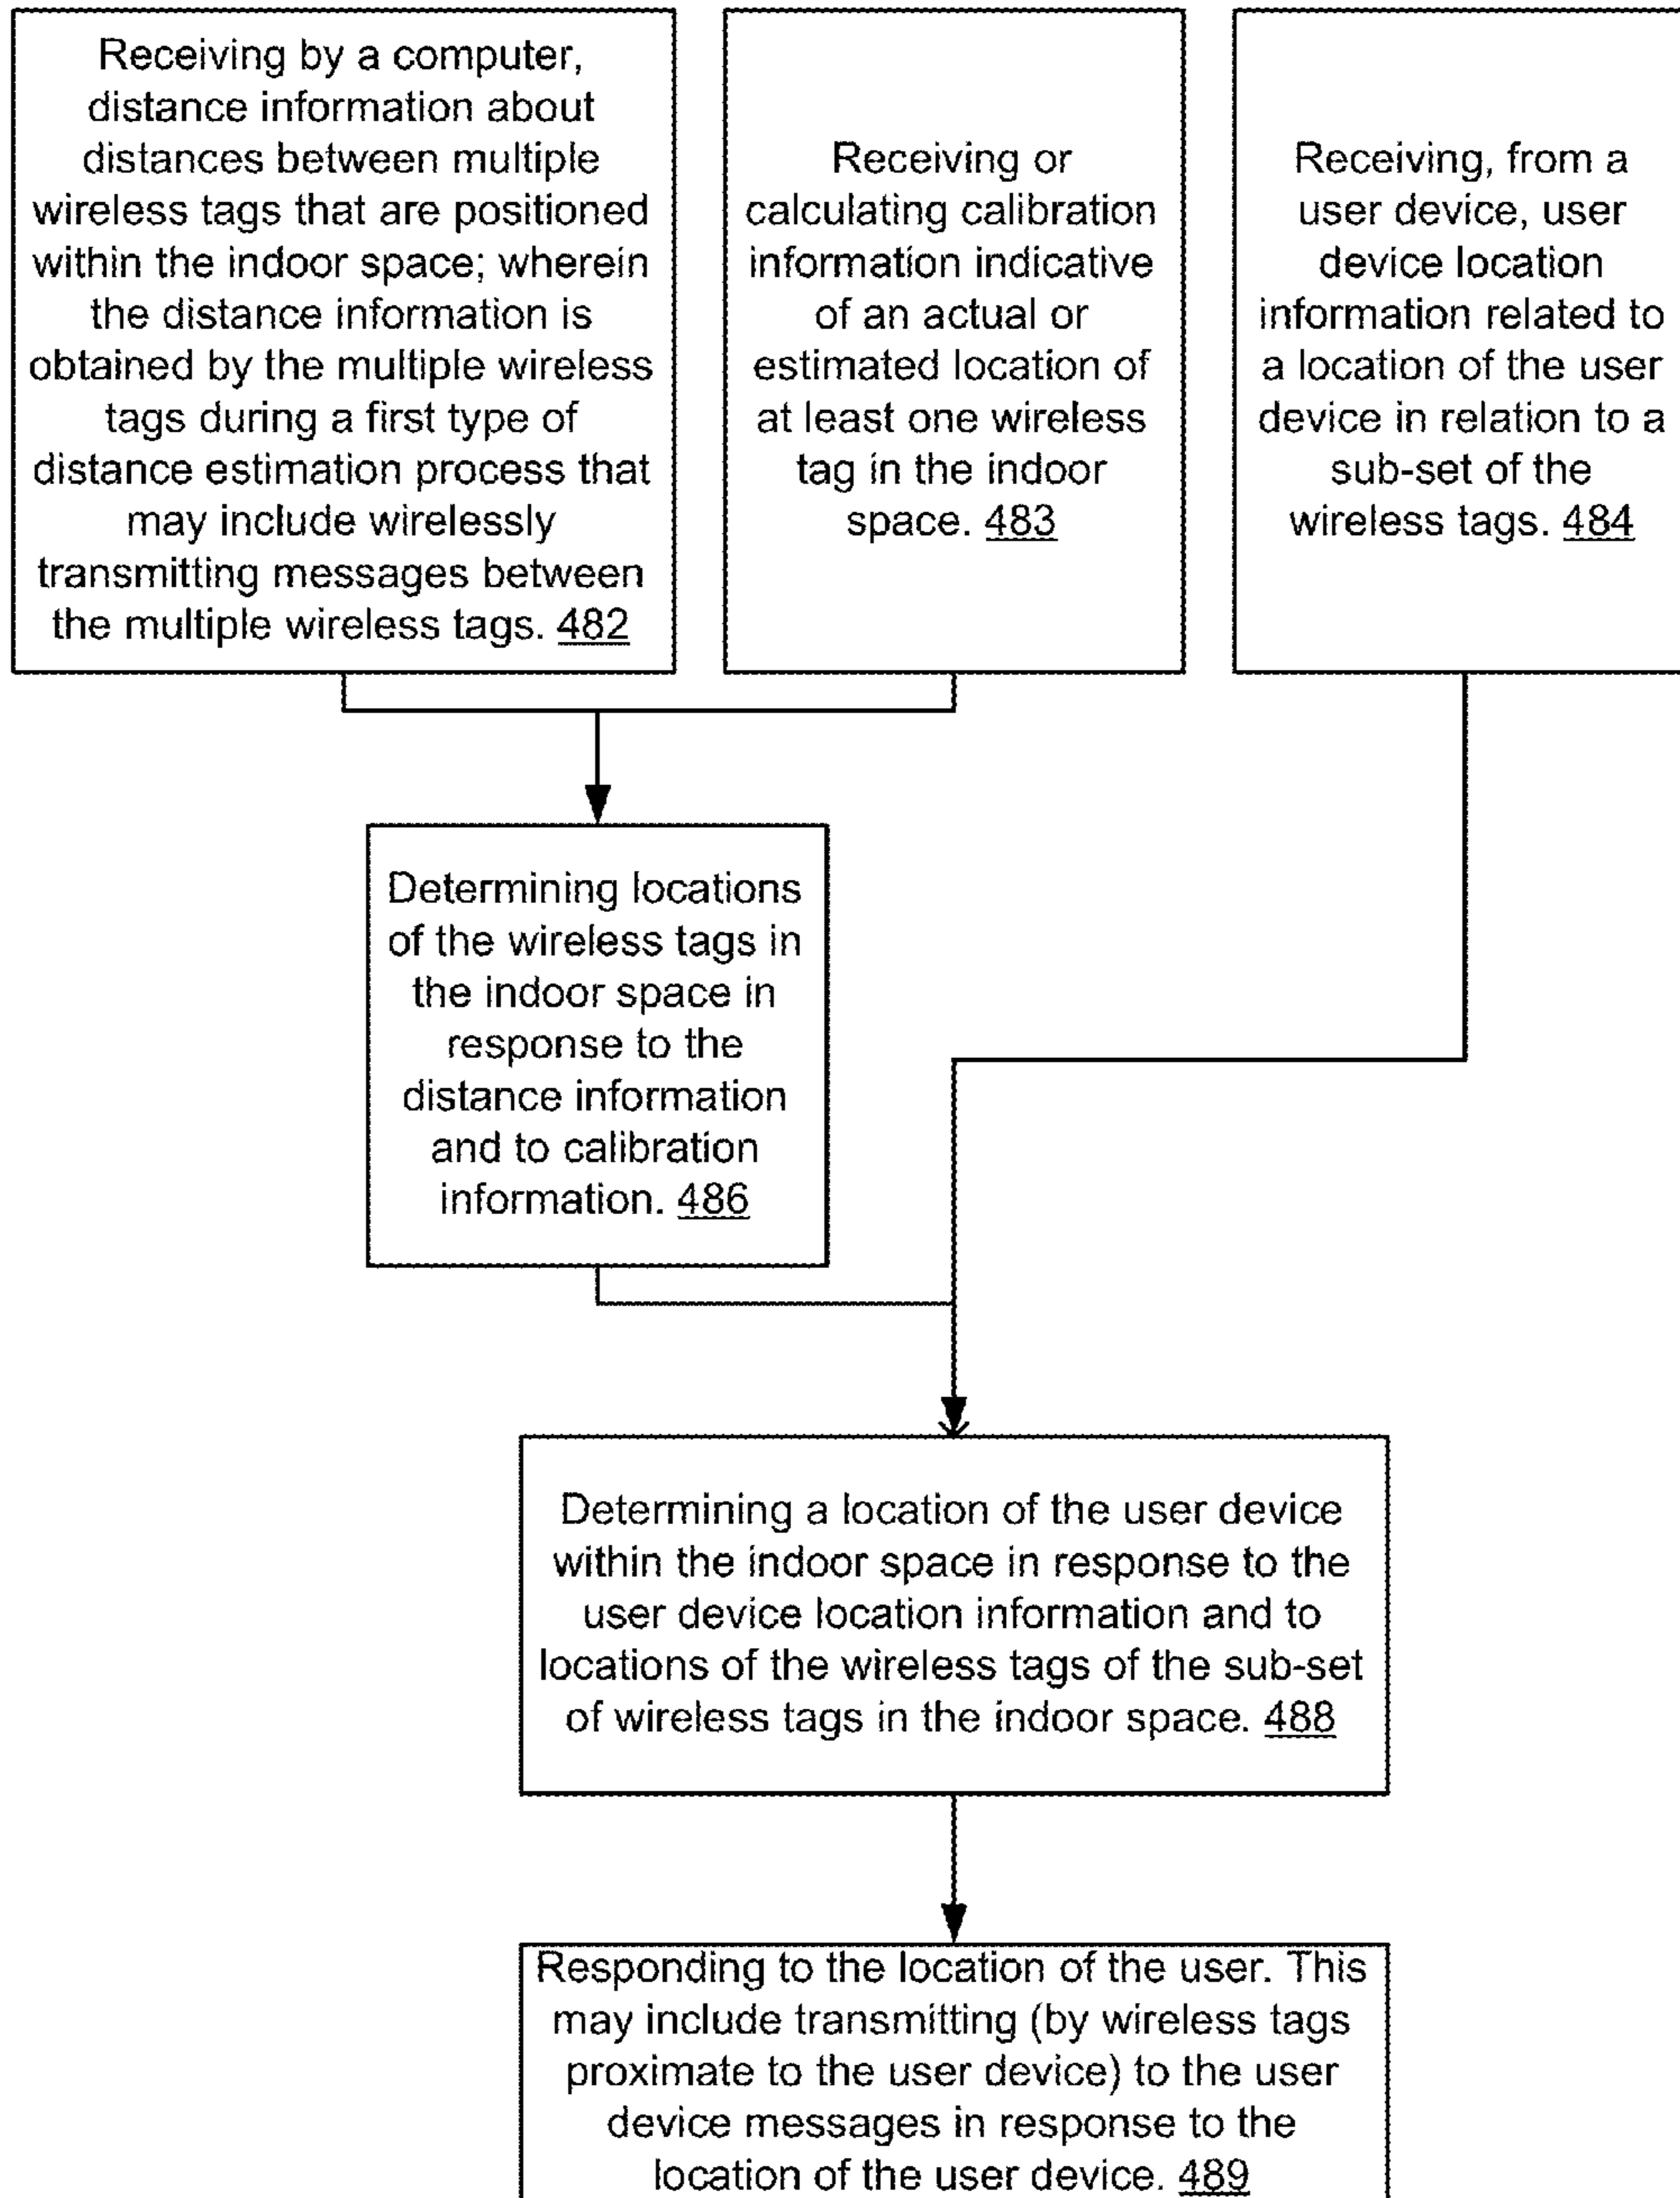 Receiving by a computer,
distance information about
distances between multiple
wireless tags that are positioned
within the indoor space; wherein
the distance information is
obtained by the multiple wireless
tags during a first type of
distance estimation process that
may include wirelessly
transmitting messages between
the multiple wireless tags. 482
Receiving or
calculating calibration
information indicative
of an actual or
estimated location of
at least one wireless
tag in the indoor
space. 483
Receiving, from a
user device, user
device location
information related to
a location of the user
device in relation to a
sub-set of the
wireless tags. 484
Determining locations
of the wireless tags in
the indoor space in
response to the
distance information
and to calibration
information. 486
Determining a location of the user device
within the indoor space in response to the
user device location information and to
locations of the wireless tags of the sub-set
of wireless tags in the indoor space. 488
Responding to the location of the user. This
may include transmitting (by wireless tags
proximate to the user device) to the user
device messages in response to the
location of the user device. 489